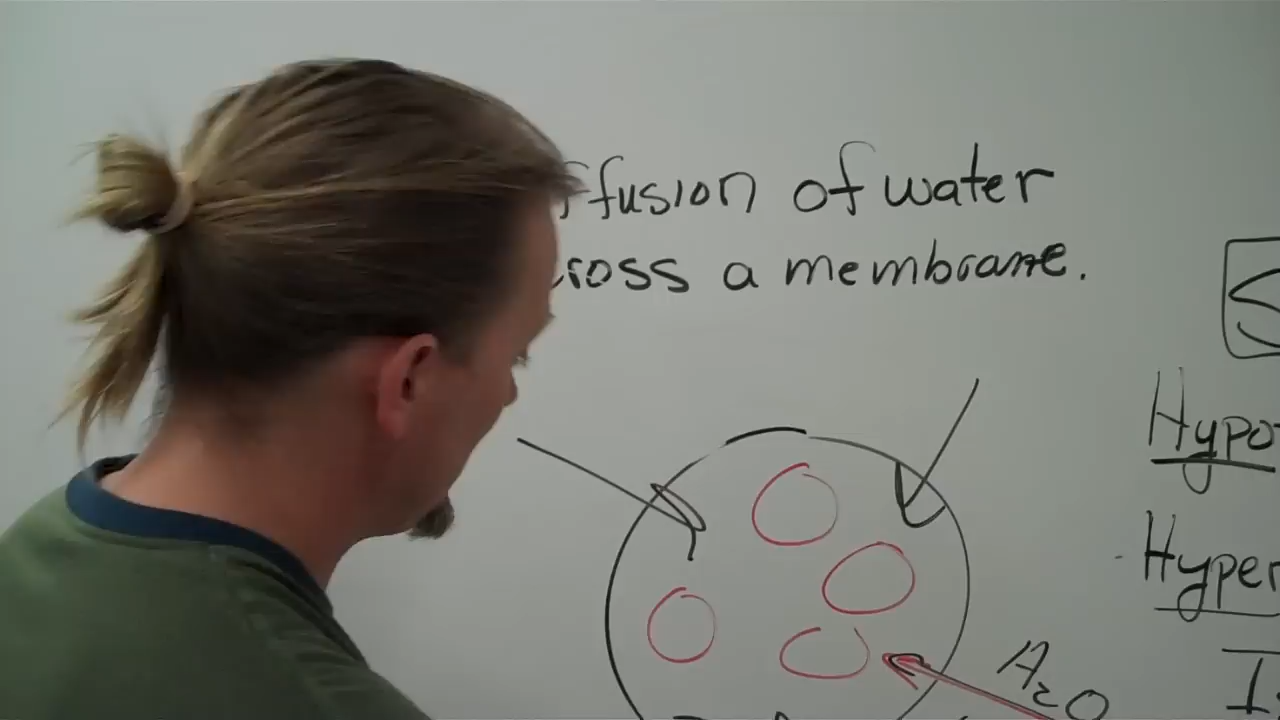 ffusion of water
ross a membrane.
Hypo
Hyper
H2O